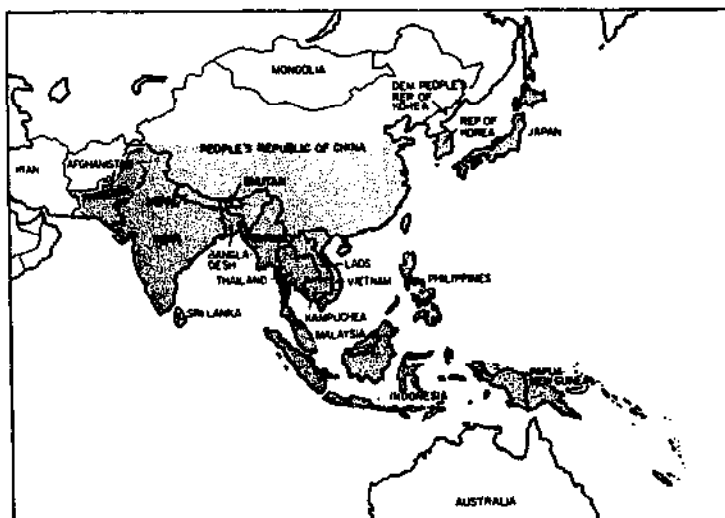 MONGOLIA
DEM. PEOPLE'S
REP OF
KOREA
REP OF
KOREA
JAPAN
PEOPLE'S REPUBLIC OF CHINA
AFGHANISTAN
IRAN
BHUTAN
BANGLA
DESH
LAOS
THAILAND
VIETNAM
PHILIPPINES
SRI LANKA
KAMPUCHEA
MALAYSIA
PAPUA
NEW GUINEA
INDONESIA
AUSTRALIA